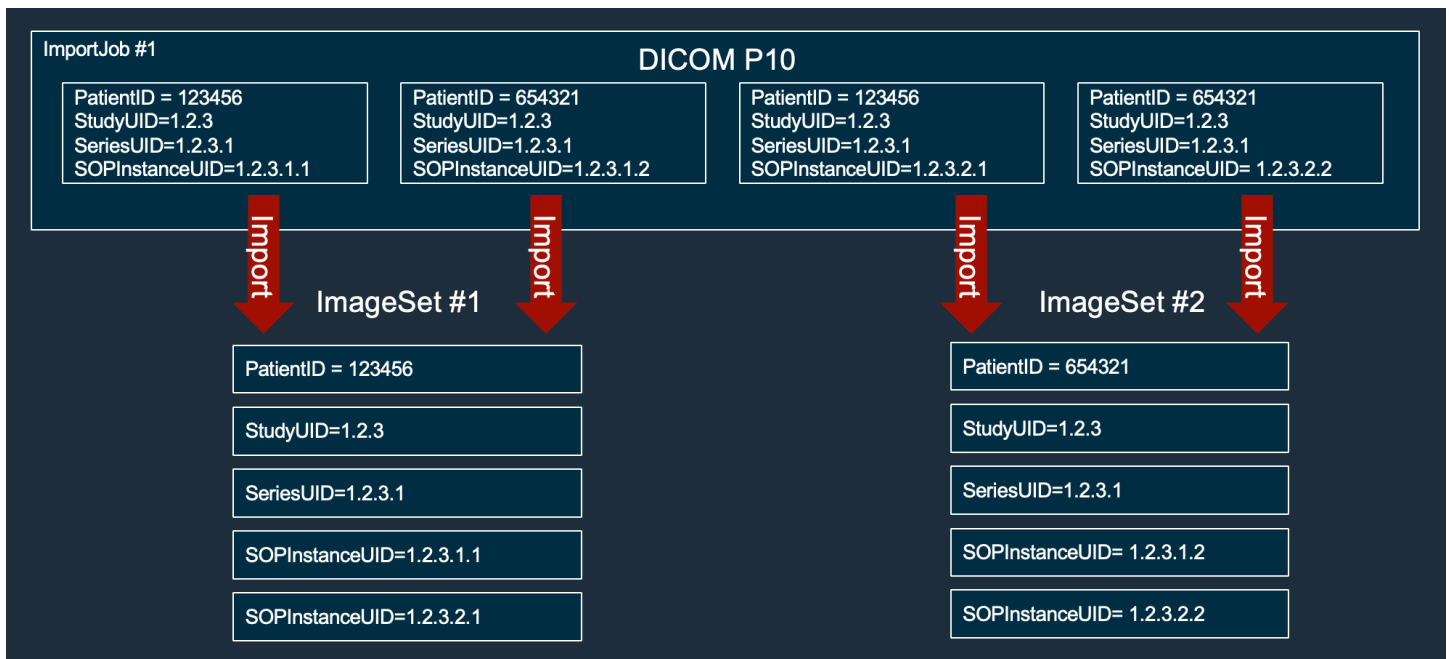 ImportJob #1
DICOM P10
PatientID = 123456
StudyUID=1.2.3
SeriesUID=1.2.3.1
SOPInstanceUID=1.2.3.1.1
PatientID = 654321
StudyUID=1.2.3
SeriesUID=1.2.3.1
SOPInstanceUID=1.2.3.1.2
PatientID = 123456
StudyUID=1.2.3
SeriesUID=1.2.3.1
SOPInstanceUID=1.2.3.2.1
PatientID = 654321
StudyUID=1.2.3
SeriesUID=1.2.3.1
SOPInstanceUID= 1.2.3.2.2
Import
Import
Import
Import
ImageSet #1
PatientID = 123456
StudyUID=1.2.3
SeriesUID=1.2.3.1
SOPInstanceUID=1.2.3.1.1
SOPInstanceUID=1.2.3.2.1
ImageSet #2
PatientID = 654321
StudyUID=1.2.3
SeriesUID=1.2.3.1
SOPInstanceUID= 1.2.3.1.2
SOPInstanceUID= 1.2.3.2.2